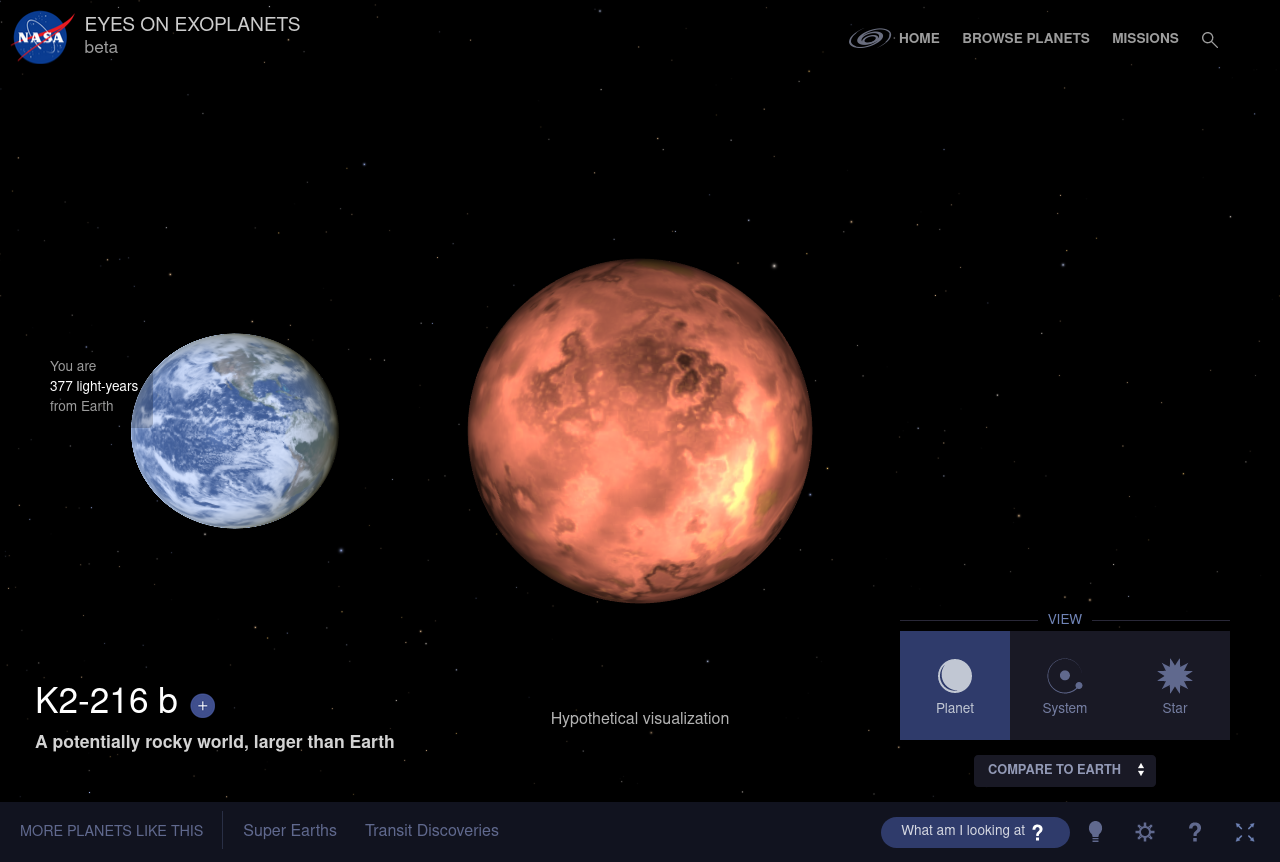 NASA
EYES ON EXOPLANETS
beta
HOME
BROWSE PLANETS
MISSIONS
You are
377 light-years
from Earth
K2-216 b +
A potentially rocky world, larger than Earth
Hypothetical visualization
VIEW
Planet
System
Star
COMPARE TO EARTH
MORE PLANETS LIKE THIS
Super Earths
Transit Discoveries
What am I looking at ?
?